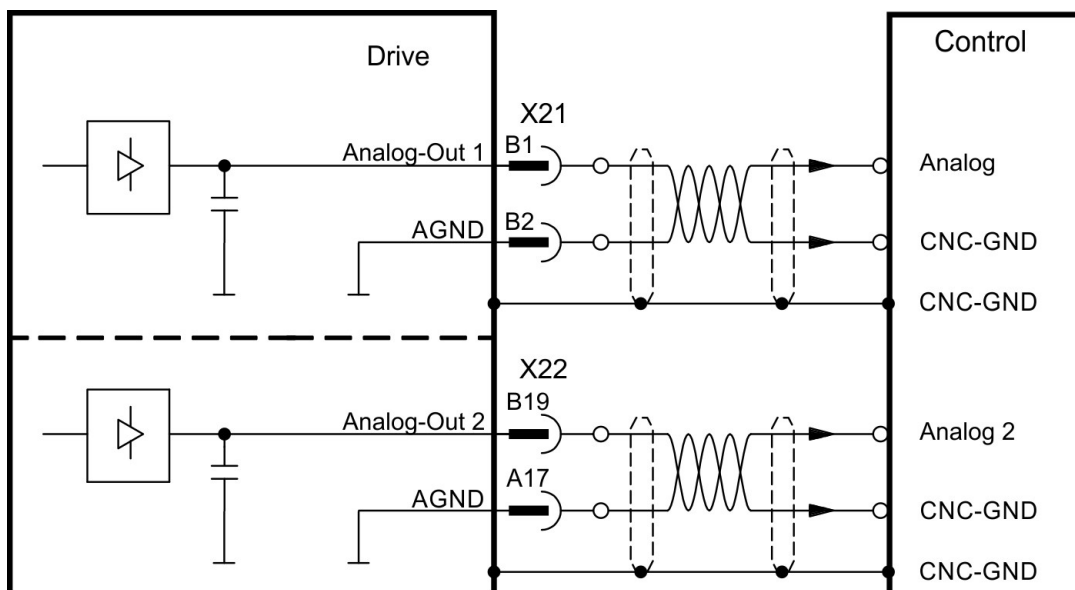 Drive
Control
X21
Analog-Out 1
B1
Analog
AGND
B2
CNC-GND
CNC-GND
X22
Analog-Out 2
B19
Analog 2
AGND
A17
CNC-GND
CNC-GND